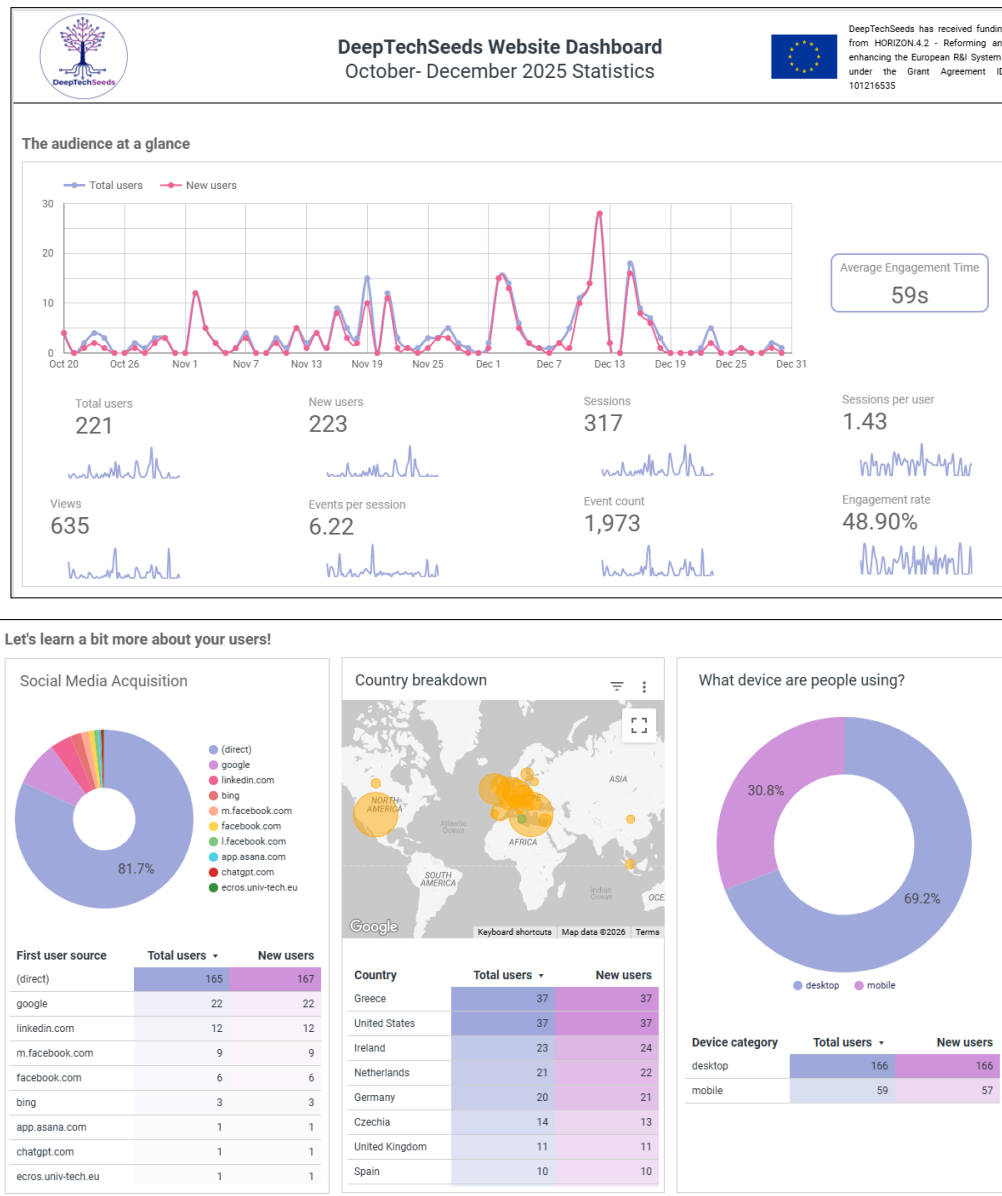 DeepTechSeeds
DeepTechSeeds Website Dashboard
October- December 2025 Statistics
DeepTechSeeds has received funding
from HORIZON.4.2 - Reforming an
enhancing the European R&I System
under the Grant Agreement ID
101216535
The audience at a glance
Total users
New users
30
20
10
0
Oct 20
Oct 26
Nov 1
Nov 7
Nov 13
Nov 19
Nov 25
Dec 1
Dec 7
Dec 13
Dec 19
Dec 25
Dec 31
Average Engagement Time
59s
Total users
221
New users
223
Sessions
317
Sessions per user
1.43
Views
635
Events per session
6.22
Event count
1,973
Engagement rate
48.90%
Let's learn a bit more about your users!
Social Media Acquisition
81.7%
(direct)
google
linkedin.com
bing
m.facebook.com
facebook.com
l.facebook.com
app.asana.com
chatgpt.com
ecros.univ-tech.eu
First user source Total users New users
(direct) 165 167
google 22 22
linkedin.com 12 12
m.facebook.com 9 9
facebook.com 6 6
bing 3 3
app.asana.com 1 1
chatgpt.com 1 1
ecros.univ-tech.eu 1 1
Country breakdown
NORTH
AMERICA
Atlantic
Ocean
ASIA
AFRICA
SOUTH
AMERICA
Indian
Ocean
OCE
Google
Keyboard shortcuts
Map data ©2026
Terms
Country Total users New users
Greece 37 37
United States 37 37
Ireland 23 24
Netherlands 21 22
Germany 20 21
Czechia 14 13
United Kingdom 11 11
Spain 10 10
What device are people using?
30.8%
69.2%
desktop
mobile
Device category Total users New users
desktop 166 166
mobile 59 57